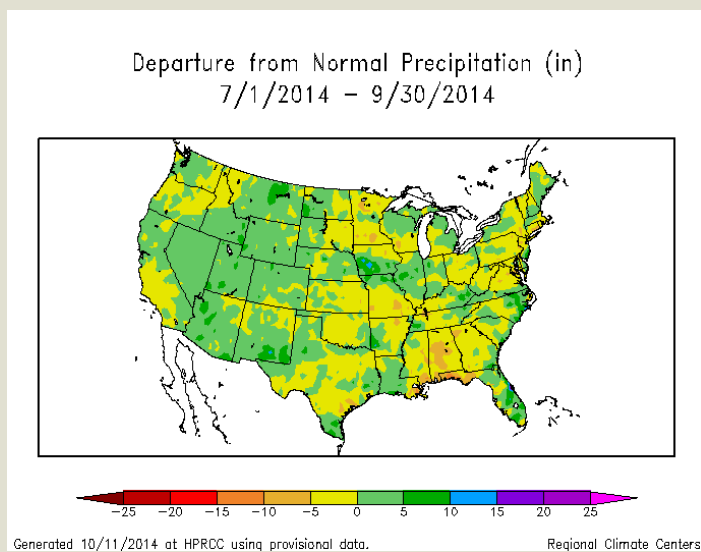 Departure from Normal Precipitation (in)
7/1/2014 – 9/30/2014
-25 -20 -15 -10 -5 0 5 10 15 20 25
Generated 10/11/2014 at HPRCC using provisional data. Regional Climate Centers